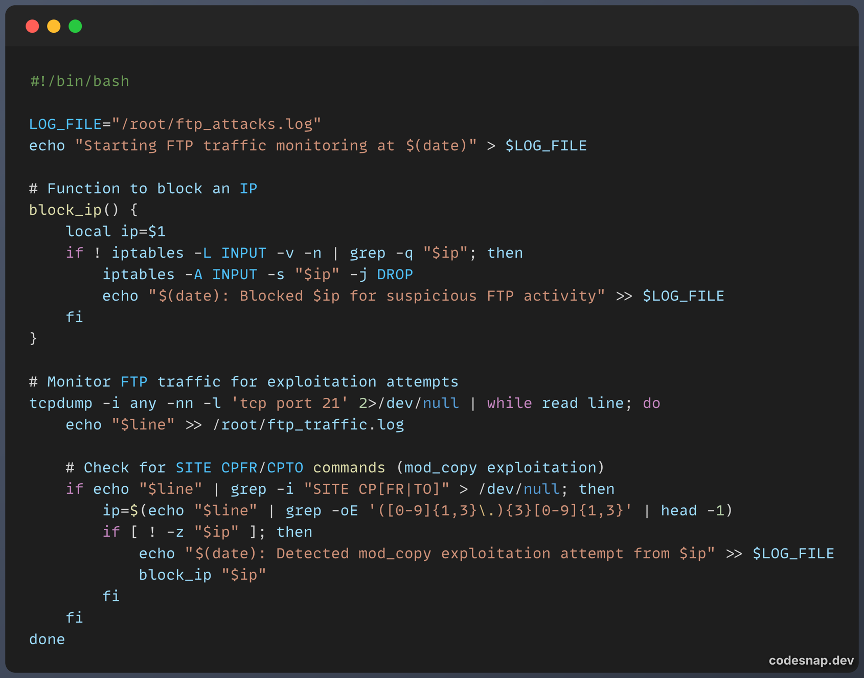 #!/bin/bash
LOG_FILE="/root/ftp_attacks.log"
echo "Starting FTP traffic monitoring at $(date)" > $LOG_FILE
# Function to block an IP
block_ip() {
    local ip=$1
    if ! iptables -L INPUT -v -n | grep -q "$ip"; then
        iptables -A INPUT -s "$ip" -j DROP
        echo "$(date): Blocked $ip for suspicious FTP activity" >> $LOG_FILE
    fi
}
# Monitor FTP traffic for exploitation attempts
tcpdump -i any -nn -l 'tcp port 21' 2>/dev/null | while read line; do
    echo "$line" >> /root/ftp_traffic.log
    # Check for SITE CPFR/CPTO commands (mod_copy exploitation)
    if echo "$line" | grep -i "SITE CP[FR|TO]" > /dev/null; then
        ip=$(echo "$line" | grep -oE '([0-9]{1,3}\.){3}[0-9]{1,3}' | head -1)
        if [ ! -z "$ip" ]; then
            echo "$(date): Detected mod_copy exploitation attempt from $ip" >> $LOG_FILE
            block_ip "$ip"
        fi
    fi
done
codesnap.dev